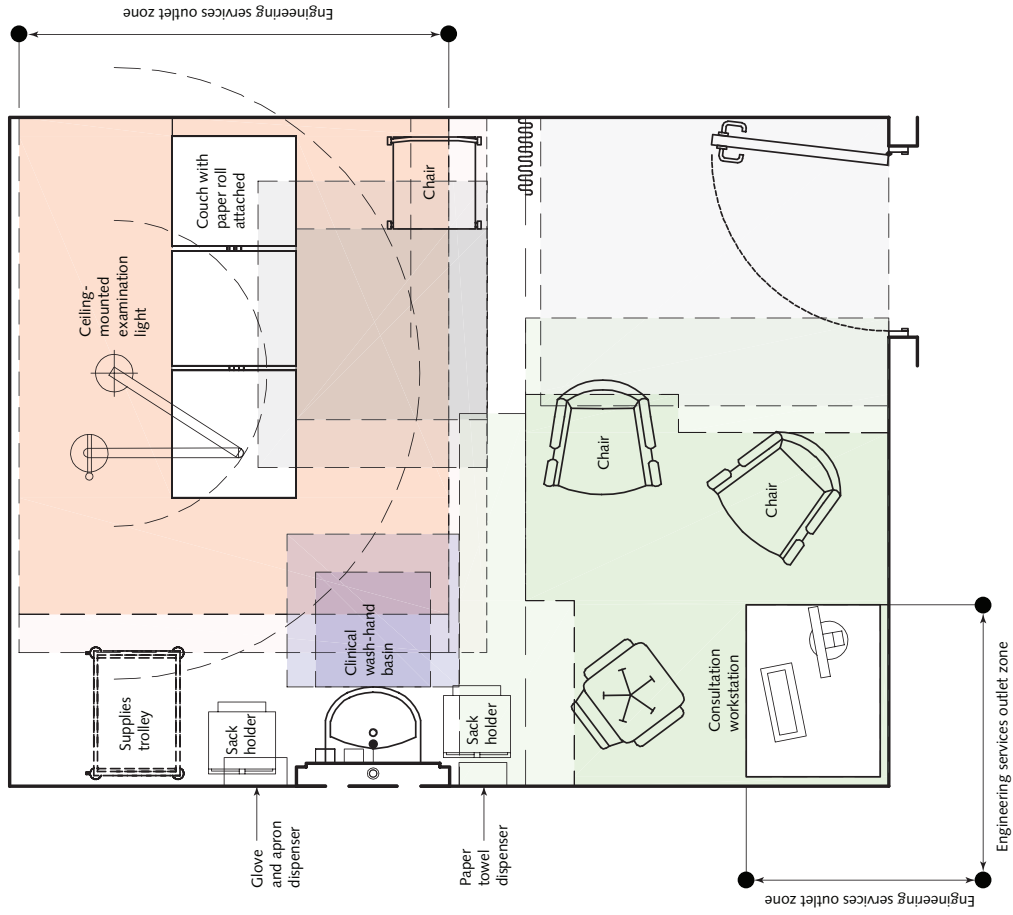 Engineering services outlet zone
Couch with
paper roll
attached
Chair
Ceiling-
mounted
examination
light
Clinical
wash-hand
basin
Supplies
trolley
Sack
holder
Sack
holder
Chair
Chair
Consultation
workstation
Glove
and apron
dispenser
Paper
towel
dispenser
Engineering services outlet zone
Engineering services outlet zone